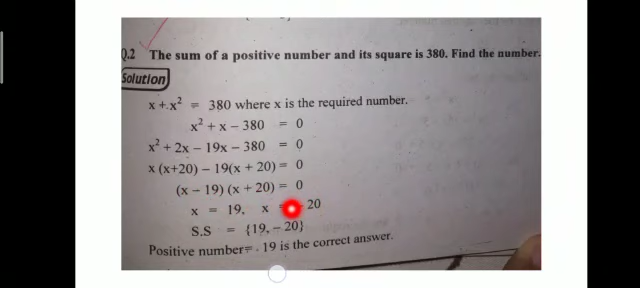 Q.2 The sum of a positive number and its square is 380. Find the number.
Solution
x + x² = 380 where x is the required number.
x² + x – 380 = 0
x² + 2x – 19x – 380 = 0
x (x+20) – 19(x + 20) = 0
(x – 19) (x + 20) = 0
x = 19, x = 20
S.S = {19, – 20}
Positive number = 19 is the correct answer.